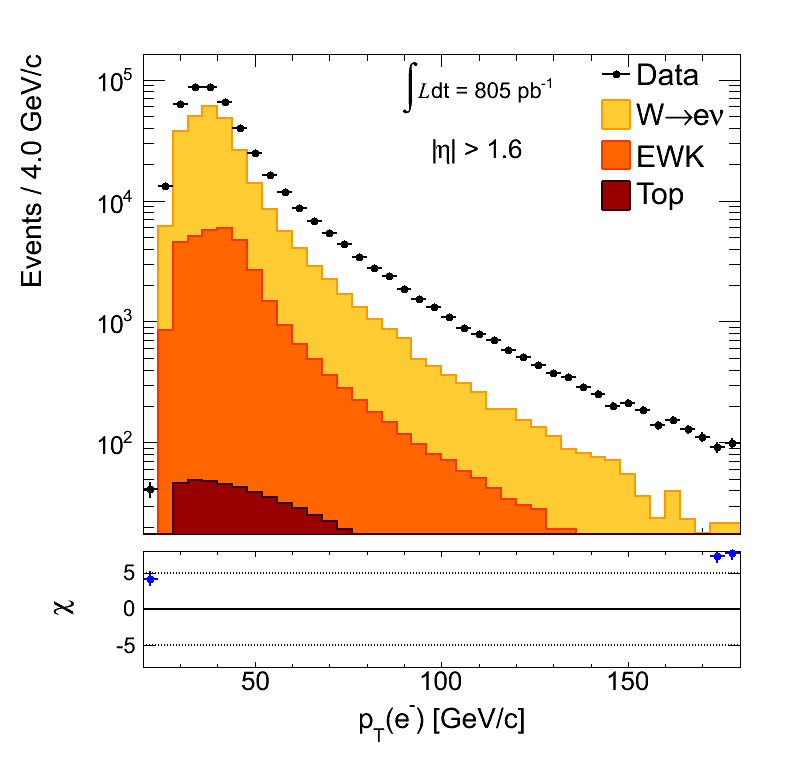 Events / 4.0 GeV/c
10⁵
10⁴
10³
10²
∫ Ldt = 805 pb⁻¹
|η| > 1.6
Data
W→eν
EWK
Top
χ
5
0
-5
50
100
150
p_T(e⁻) [GeV/c]